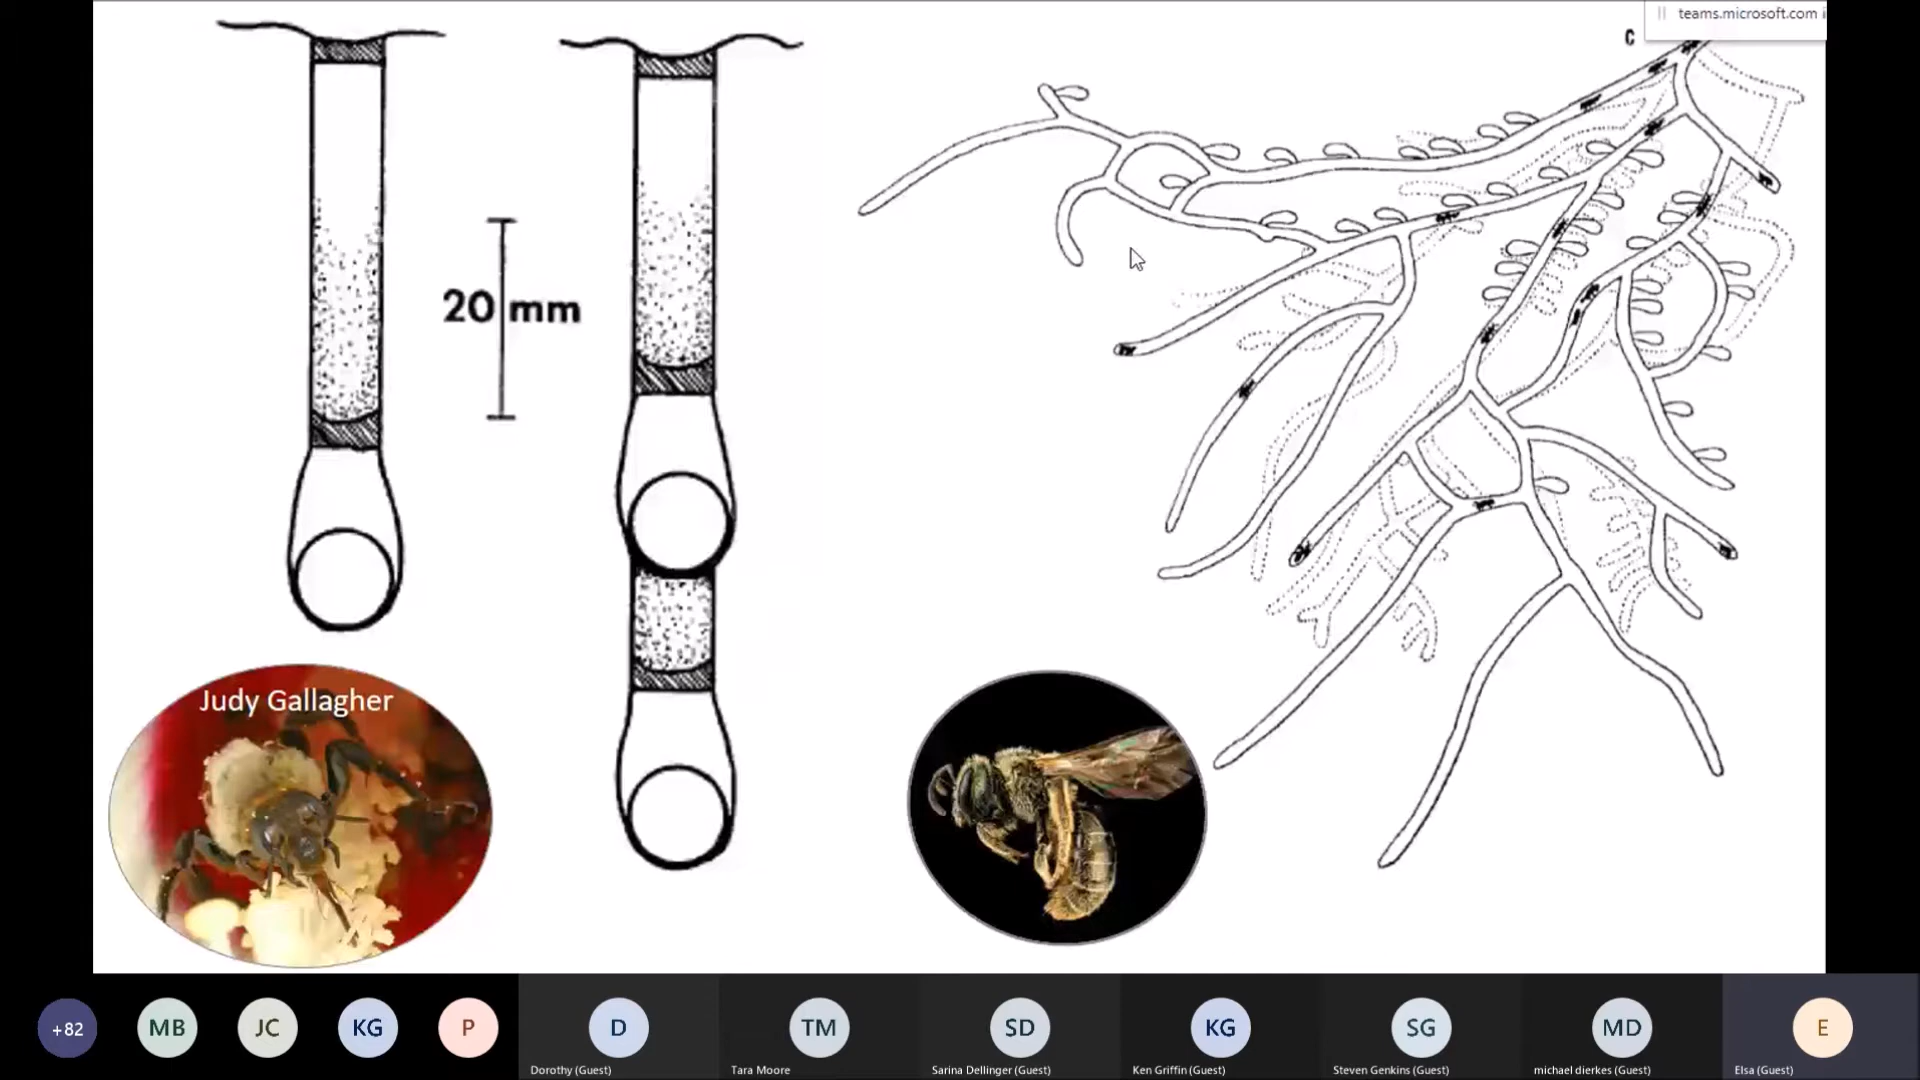 teams.microsoft.com i
C
20 mm
Judy Gallagher
+82
MB
JC
KG
P
D
TM
SD
KG
SG
MD
E
Dorothy (Guest)
Tara Moore
Sarina Dellinger (Guest)
Ken Griffin (Guest)
Steven Genkins (Guest)
michael dierkes (Guest)
Elsa (Guest)